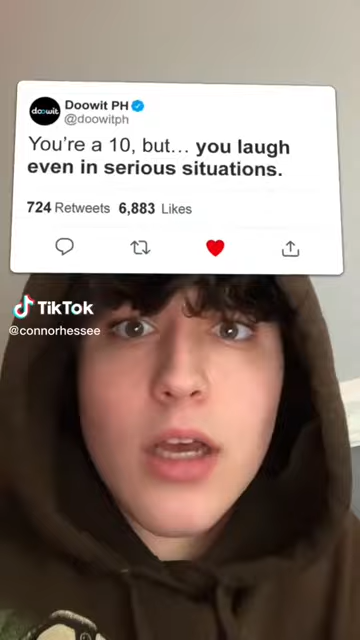 doowit
Doowit PH
@doowitph
You're a 10, but... you laugh
even in serious situations.
724 Retweets 6,883 Likes
TikTok
@connorhessee